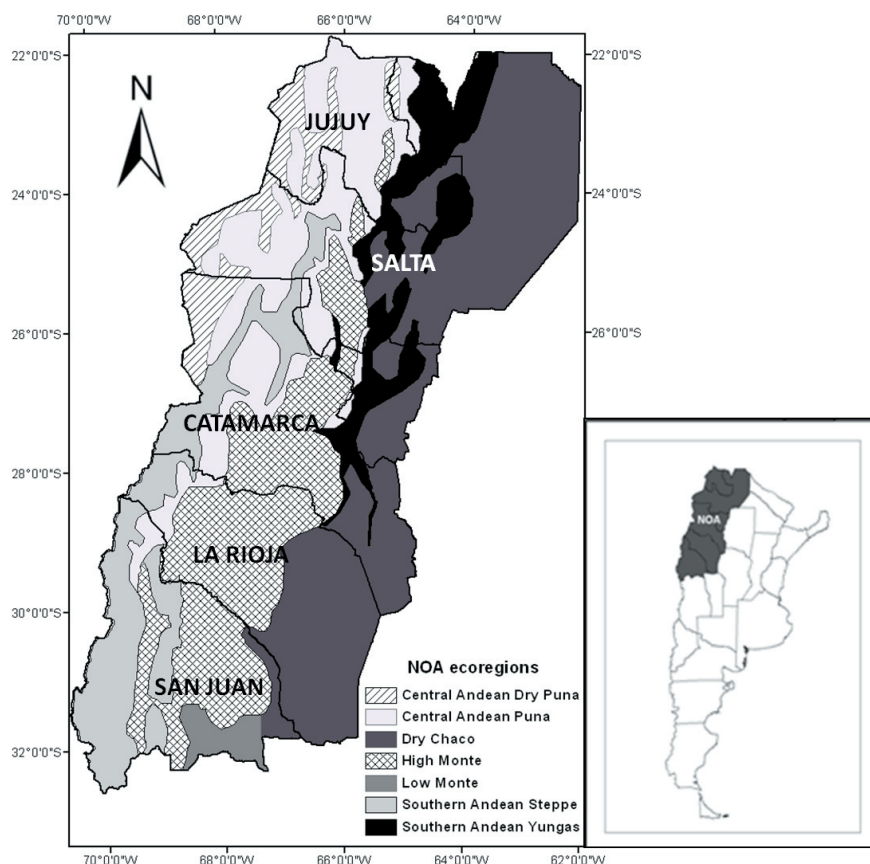 70°0'0"W 68°0'0"W 66°0'0"W 64°0'0"W
22°0'0"S 22°0'0"S
N
JUJUY
24°0'0"S 24°0'0"S
SALTA
26°0'0"S 26°0'0"S
CATAMARCA
28°0'0"S
NOA
LA RIOJA
30°0'0"S
NOA ecoregions
SAN JUAN
Central Andean Dry Puna
Central Andean Puna
Dry Chaco
High Monte
32°0'0"S
Low Monte
Southern Andean Steppe
Southern Andean Yungas
70°0'0"W 68°0'0"W 66°0'0"W 64°0'0"W 62°0'0"W